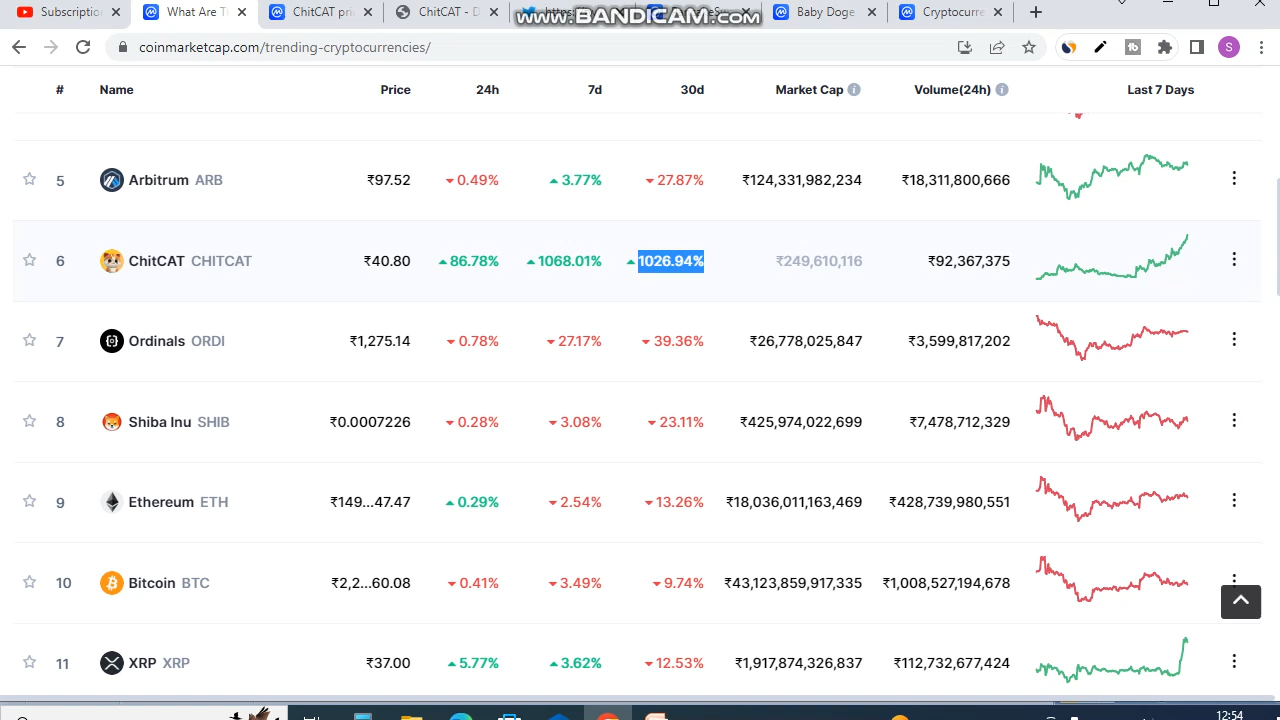 Subscriptio
What Are T
ChitCAT pri
ChitCAT - D
Baby Doge
Cryptocurre
www.BANDICAM.com
coinmarketcap.com/trending-cryptocurrencies/
S
# Name Price 24h 7d 30d Market Cap Volume(24h) Last 7 Days
5 Arbitrum ARB ₹97.52 0.49% 3.77% 27.87% ₹124,331,982,234 ₹18,311,800,666
6 ChitCAT CHITCAT ₹40.80 86.78% 1068.01% 1026.94% ₹249,610,116 ₹92,367,375
7 Ordinals ORDI ₹1,275.14 0.78% 27.17% 39.36% ₹26,778,025,847 ₹3,599,817,202
8 Shiba Inu SHIB ₹0.0007226 0.28% 3.08% 23.11% ₹425,974,022,699 ₹7,478,712,329
9 Ethereum ETH ₹149...47.47 0.29% 2.54% 13.26% ₹18,036,011,163,469 ₹428,739,980,551
10 Bitcoin BTC ₹2,2...60.08 0.41% 3.49% 9.74% ₹43,123,859,917,335 ₹1,008,527,194,678
11 XRP XRP ₹37.00 5.77% 3.62% 12.53% ₹1,917,874,326,837 ₹112,732,677,424
12:54